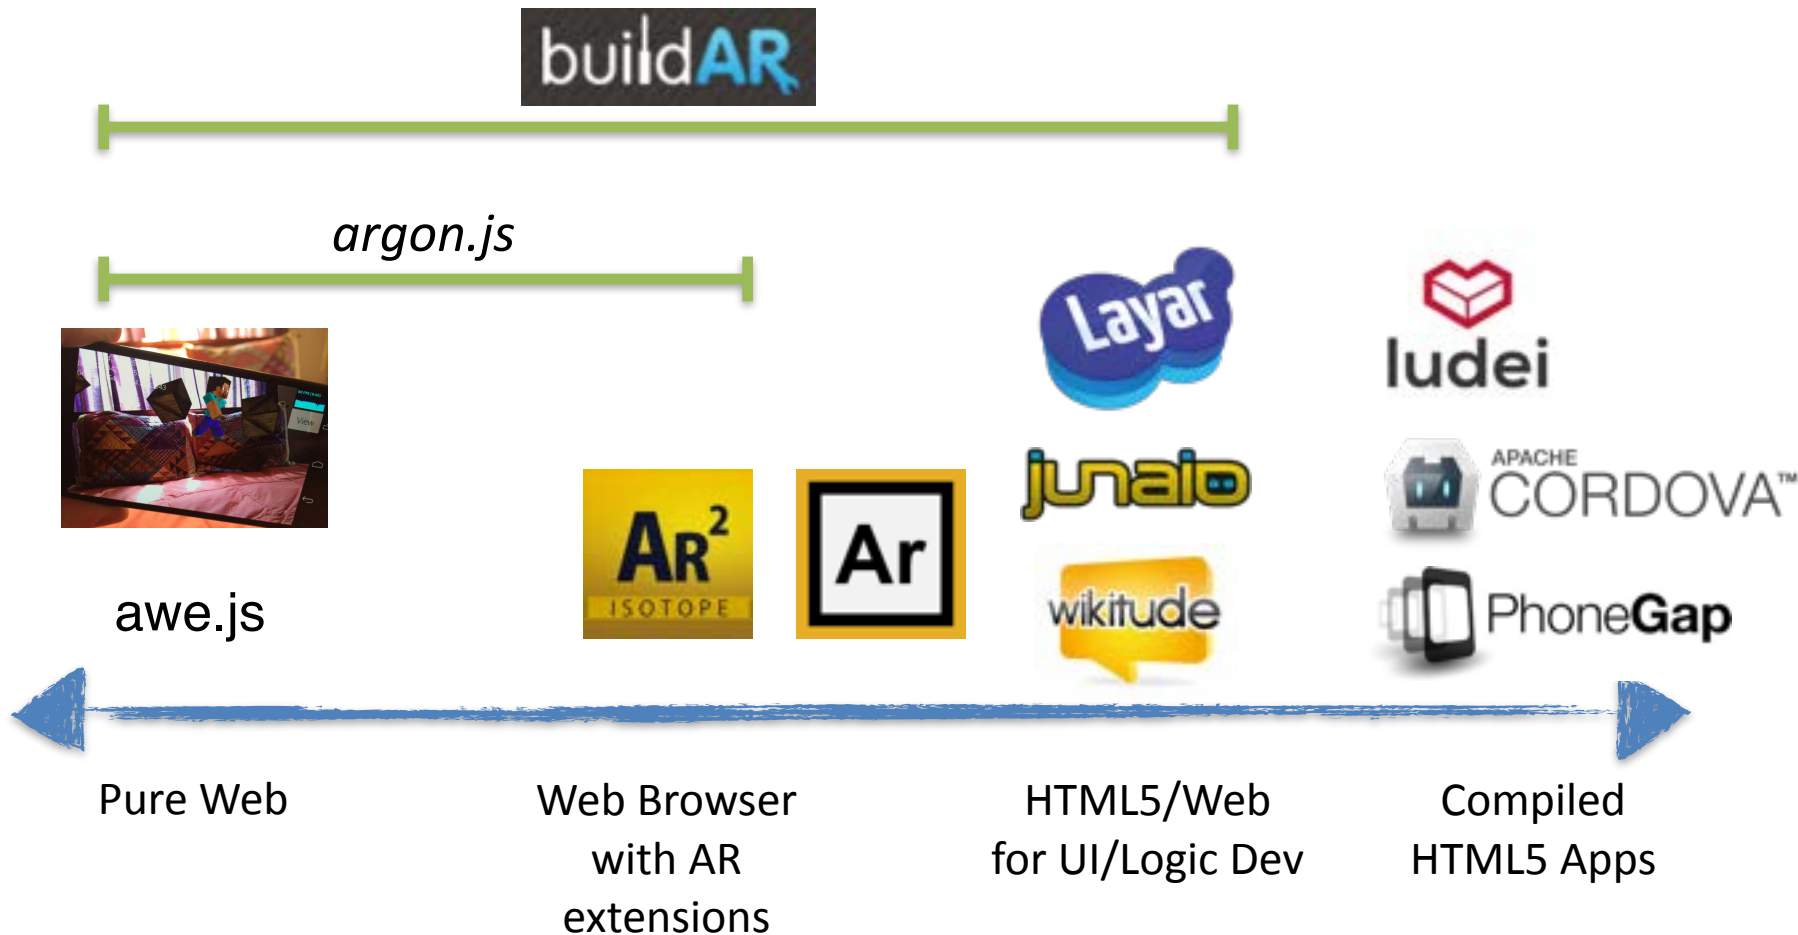 buildAR
argon.js
Layar
ludei
View
junaio
APACHE
CORDOVA™
AR²
ISOTOPE
Ar
wikitude
PhoneGap
awe.js
Pure Web
Web Browser
with AR
extensions
HTML5/Web
for UI/Logic Dev
Compiled
HTML5 Apps